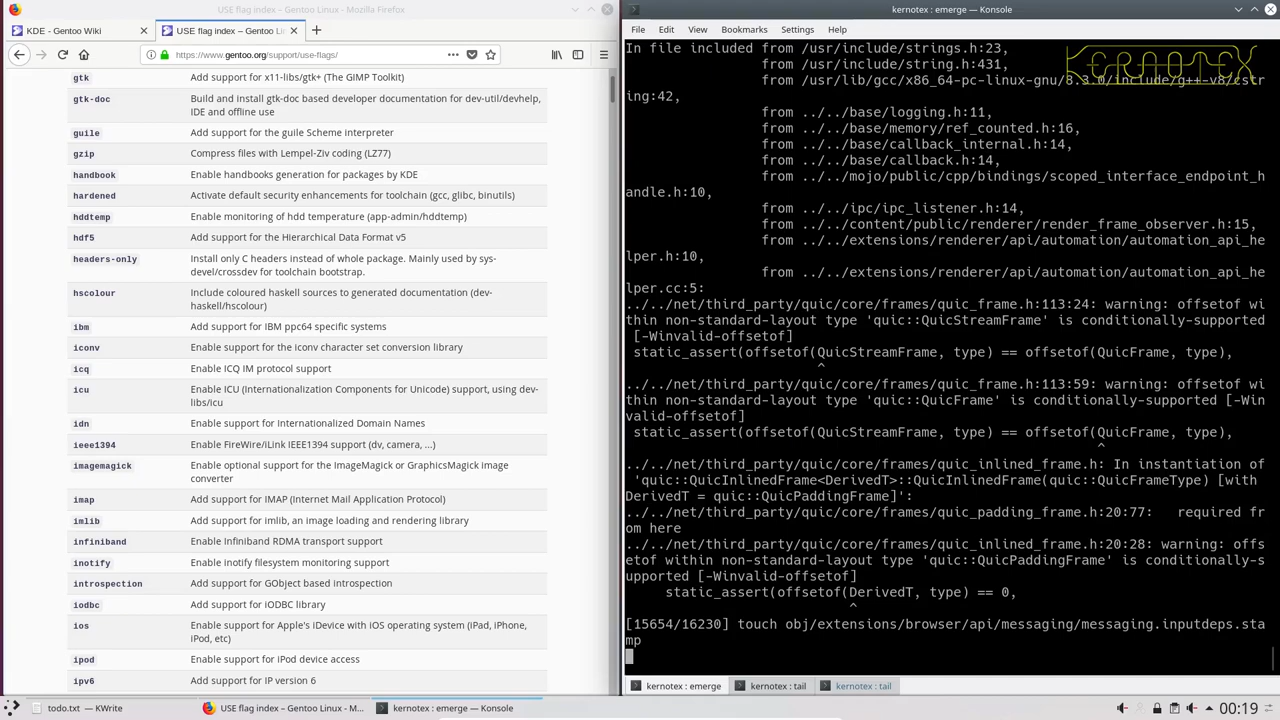 USE flag index – Gentoo Linux - Mozilla Firefox
KDE - Gentoo Wiki
USE flag index – Gentoo Li
https://www.gentoo.org/support/use-flags/
gtk Add support for x11-libs/gtk+ (The GIMP Toolkit)
gtk-doc Build and install gtk-doc based developer documentation for dev-util/devhelp,
IDE and offline use
guile Add support for the guile Scheme interpreter
gzip Compress files with Lempel-Ziv coding (LZ77)
handbook Enable handbooks generation for packages by KDE
hardened Activate default security enhancements for toolchain (gcc, glibc, binutils)
hddtemp Enable monitoring of hdd temperature (app-admin/hddtemp)
hdf5 Add support for the Hierarchical Data Format v5
headers-only Install only C headers instead of whole package. Mainly used by sys-
devel/crossdev for toolchain bootstrap.
hscolour Include coloured haskell sources to generated documentation (dev-
haskell/hscolour)
ibm Add support for IBM ppc64 specific systems
iconv Enable support for the iconv character set conversion library
icq Enable ICQ IM protocol support
icu Enable ICU (Internationalization Components for Unicode) support, using dev-
libs/icu
idn Enable support for Internationalized Domain Names
ieee1394 Enable FireWire/iLink IEEE1394 support (dv, camera, ...)
imagemagick Enable optional support for the ImageMagick or GraphicsMagick image
converter
imap Add support for IMAP (Internet Mail Application Protocol)
imlib Add support for imlib, an image loading and rendering library
infiniband Enable Infiniband RDMA transport support
inotify Enable inotify filesystem monitoring support
introspection Add support for GObject based introspection
iodbc Add support for iODBC library
ios Enable support for Apple's iDevice with iOS operating system (iPad, iPhone,
iPod, etc)
ipod Enable support for iPod device access
ipv6 Add support for IP version 6
kernotex : emerge — Konsole
File Edit View Bookmarks Settings Help
KERNOTEX
In file included from /usr/include/strings.h:23,
from /usr/include/string.h:431,
from /usr/lib/gcc/x86_64-pc-linux-gnu/8.3.0/include/g++-v8/cstr
ing:42,
from ../../base/logging.h:11,
from ../../base/memory/ref_counted.h:16,
from ../../base/callback_internal.h:14,
from ../../base/callback.h:14,
from ../../mojo/public/cpp/bindings/scoped_interface_endpoint_h
andle.h:10,
from ../../ipc/ipc_listener.h:14,
from ../../content/public/renderer/render_frame_observer.h:15,
from ../../extensions/renderer/api/automation/automation_api_he
lper.h:10,
from ../../extensions/renderer/api/automation/automation_api_he
lper.cc:5:
../../net/third_party/quic/core/frames/quic_frame.h:113:24: warning: offsetof wi
thin non-standard-layout type 'quic::QuicStreamFrame' is conditionally-supported
[-Winvalid-offsetof]
static_assert(offsetof(QuicStreamFrame, type) == offsetof(QuicFrame, type),
^
../../net/third_party/quic/core/frames/quic_frame.h:113:59: warning: offsetof wi
thin non-standard-layout type 'quic::QuicFrame' is conditionally-supported [-Win
valid-offsetof]
static_assert(offsetof(QuicStreamFrame, type) == offsetof(QuicFrame, type),
^
../../net/third_party/quic/core/frames/quic_inlined_frame.h: In instantiation of
'quic::QuicInlinedFrame<DerivedT>::QuicInlinedFrame(quic::QuicFrameType) [with
DerivedT = quic::QuicPaddingFrame]':
../../net/third_party/quic/core/frames/quic_padding_frame.h:20:77:   required fr
om here
../../net/third_party/quic/core/frames/quic_inlined_frame.h:20:28: warning: offs
etof within non-standard-layout type 'quic::QuicPaddingFrame' is conditionally-s
upported [-Winvalid-offsetof]
static_assert(offsetof(DerivedT, type) == 0,
^
[15654/16230] touch obj/extensions/browser/api/messaging/messaging.inputdeps.sta
mp
kernotex : emerge kernotex : tail kernotex : tail
todo.txt — KWrite USE flag index – Gentoo Linux - M... kernotex : emerge — Konsole 00:19